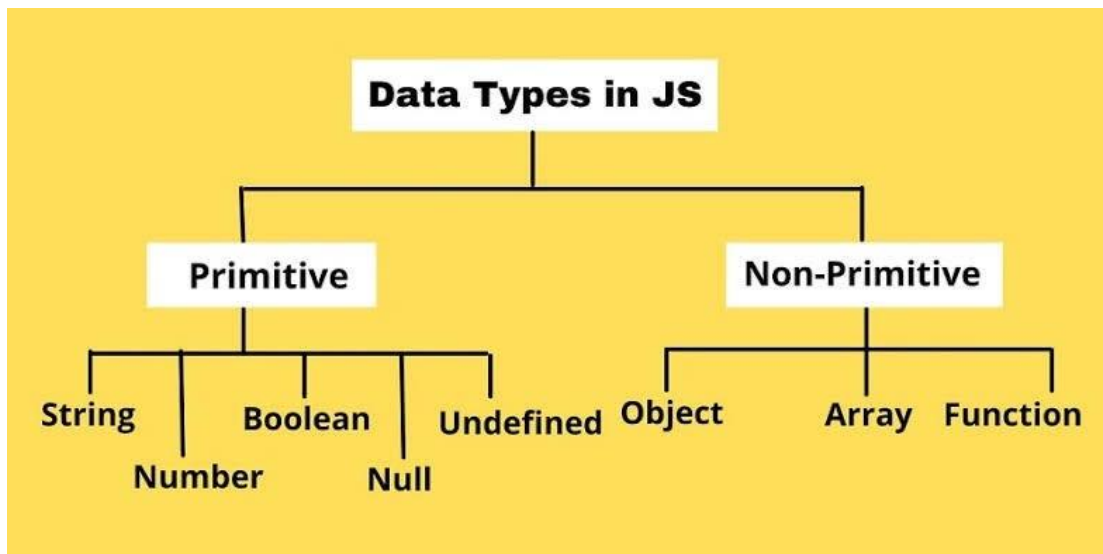 Data Types in JS
Primitive
Non-Primitive
String
Number
Boolean
Null
Undefined
Object
Array
Function